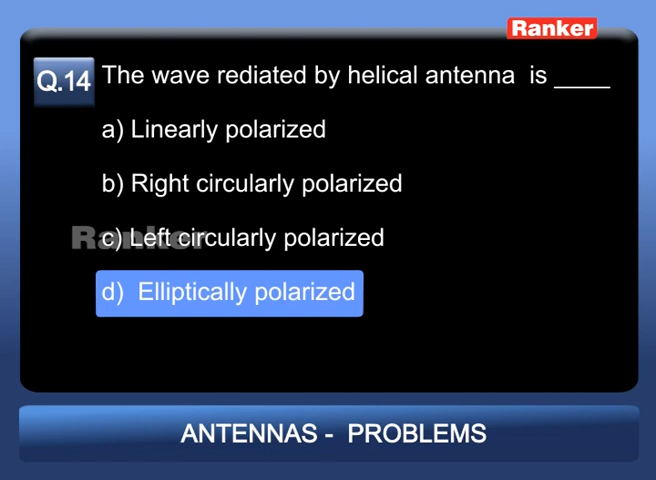 Ranker
Q.14 The wave rediated by helical antenna is ____
a) Linearly polarized
b) Right circularly polarized
Ranker
c) Left circularly polarized
d) Elliptically polarized
ANTENNAS - PROBLEMS